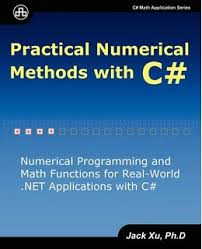 C# Math Application Series
Practical Numerical
Methods with C#
Numerical Programming and
Math Functions for Real-World
.NET Applications with C#
Jack Xu, Ph.D